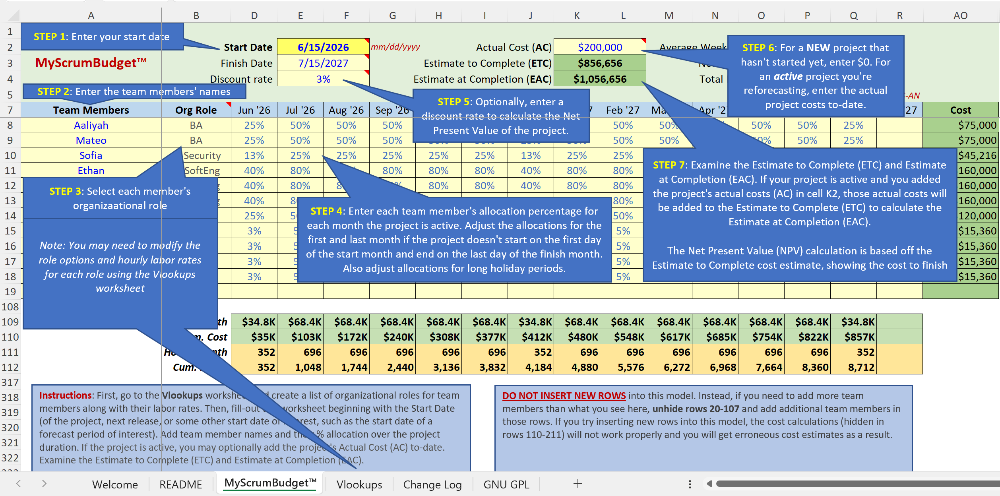 A B D E F G H I J K L M N O P Q R AO
1
STEP 1: Enter your start date
2 Start Date 6/15/2026 mm/dd/yyyy Actual Cost (AC) $200,000 Average Week
3 MyScrumBudget™ Finish Date 7/15/2027 Estimate to Complete (ETC) $856,656
4 Discount rate 3% Estimate at Completion (EAC) $1,056,656 Total
STEP 6: For a NEW project that
hasn't started yet, enter $0. For
an active project you're
reforecasting, enter the actual
project costs to-date.
5 STEP 2: Enter the team members' names -AN
STEP 5: Optionally, enter a
discount rate to calculate the Net
Present Value of the project.
7 Team Members Org Role Jun '26 Jul '26 Aug '26 Sep '26 7 Feb '27 Ma Apr '2 27 Cost
8 Aaliyah BA 25% 50% 50% 50% 50% 50% 50% 50% 25% $75,000
9 Mateo BA 25% 50% 50% 50% 50% 50% 50% 25% $75,000
10 Sofia Security 13% 25% 25% 25% 25% 25% 13% 25% 25% $45,216
11 Ethan SoftEng 40% 80% 80% 80% 80% 40% 80% 80% 160,000
12 40% 80% 8 80% 80% 40% 80% 80% 160,000
13 40% 80% 160,000
14 25% 50% 120,000
15 3% 5 5% $15,360
16 3% 5 5% $15,360
17 3% 5 5% $15,360
18 3% 5 5% $15,360
19
STEP 3: Select each member's
organizaational role
Note: You may need to modify the
role options and hourly labor rates
for each role using the Vlookups
worksheet
STEP 4: Enter each team member's allocation percentage for
each month the project is active. Adjust the allocations for the
first and last month if the project doesn't start on the first day
of the start month and end on the last day of the finish month.
Also adjust allocations for long holiday periods.
STEP 7: Examine the Estimate to Complete (ETC) and Estimate
at Completion (EAC). If your project is active and you added
the project's actual costs (AC) in cell K2, those actual costs will
be added to the Estimate to Complete (ETC) to calculate the
Estimate at Completion (EAC).
The Net Present Value (NPV) calculation is based off the
Estimate to Complete cost estimate, showing the cost to finish
108
109 th $34.8K $68.4K $68.4K $68.4K $68.4K $68.4K $34.8K $68.4K $68.4K $68.4K $68.4K $68.4K $68.4K $34.8K
110 m. Cost $35K $103K $172K $240K $308K $377K $412K $480K $548K $617K $685K $754K $822K $857K
111 Ho nth 352 696 696 696 696 696 352 696 696 696 696 696 696 352
112 Cum. 352 1,048 1,744 2,440 3,136 3,832 4,184 4,880 5,576 6,272 6,968 7,664 8,360 8,712
317
318
319
320
321
322
Instructions: First, go to the Vlookups create a list of organizational roles for team
members along with their labor rates. Then, fill-out worksheet beginning with the Start Date
(of the project, next release, or some other start date of interest, such as the start date of a
forecast period of interest). Add team member names and their % allocation over the project
duration. If the project is active, you may optionally add the project's Actual Cost (AC) to-date.
Examine the Estimate to Complete (ETC) and Estimate at Completion (EAC).
DO NOT INSERT NEW ROWS into this model. Instead, if you need to add more team
members than what you see here, unhide rows 20-107 and add additional team members in
those rows. If you try inserting new rows into this model, the cost calculations (hidden in
rows 110-211) will not work properly and you will get erroneous cost estimates as a result.
Welcome README MyScrumBudget™ Vlookups Change Log GNU GPL +